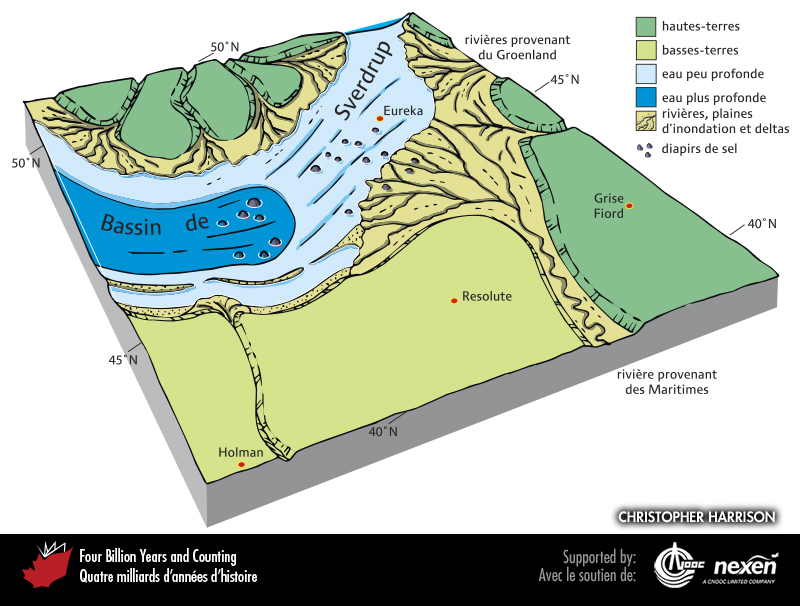 50˚N
rivières provenant
du Groenland
45˚N
hautes-terres
basses-terres
eau peu profonde
eau plus profonde
rivières, plaines
d'inondation et deltas
diapirs de sel
Sverdrup
Eureka
50˚N
Bassin de
Grise
Fiord
40˚N
Resolute
45˚N
rivière provenant
des Maritimes
40˚N
Holman
CHRISTOPHER HARRISON
Four Billion Years and Counting
Quatre milliards d'années d'histoire
Supported by:
Avec le soutien de:
CNOOC nexen
A CNOOC LIMITED COMPANY